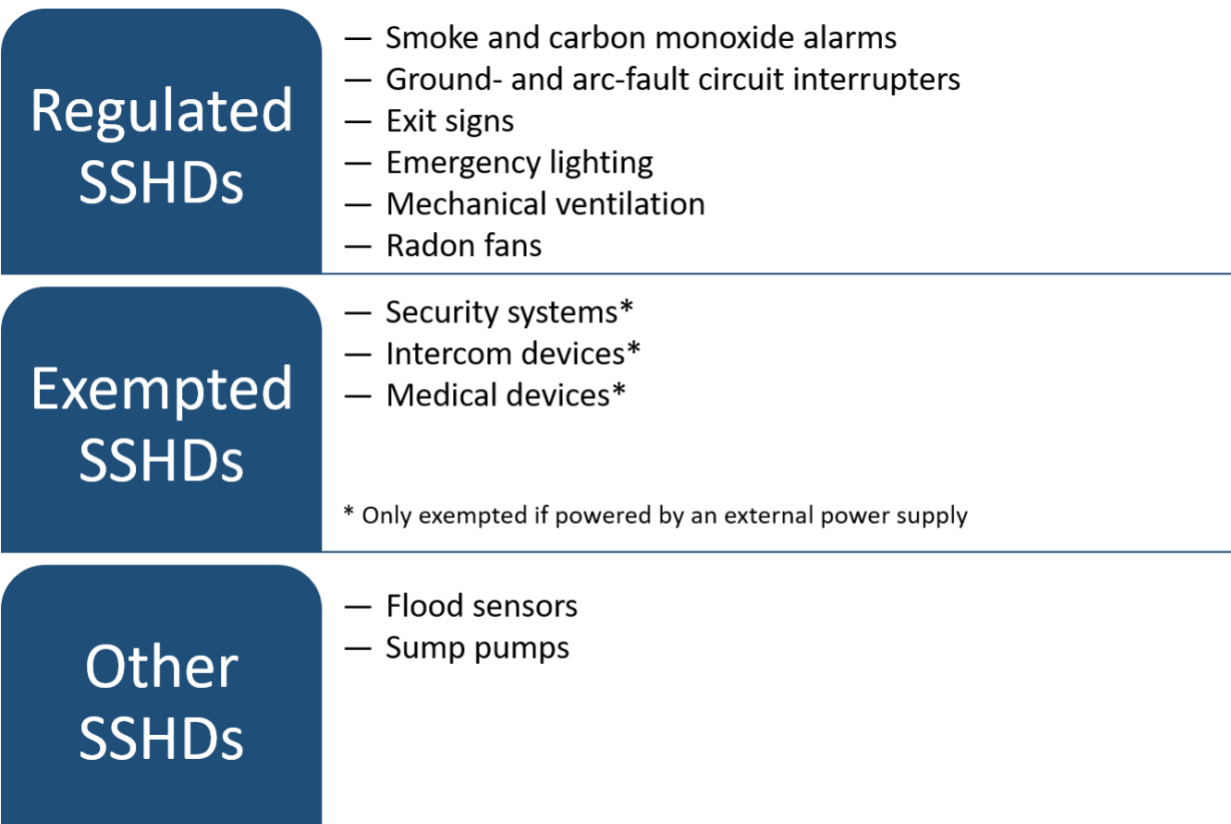 Regulated
SSHDs
— Smoke and carbon monoxide alarms
— Ground- and arc-fault circuit interrupters
— Exit signs
— Emergency lighting
— Mechanical ventilation
— Radon fans
Exempted
SSHDs
— Security systems*
— Intercom devices*
— Medical devices*
* Only exempted if powered by an external power supply
Other
SSHDs
— Flood sensors
— Sump pumps